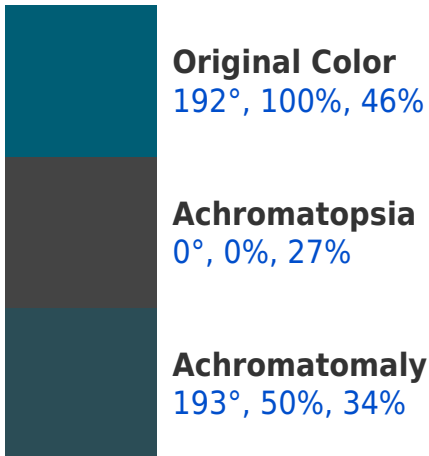 Original Color
192°, 100%, 46%
Achromatopsia
0°, 0%, 27%
Achromatomaly
193°, 50%, 34%